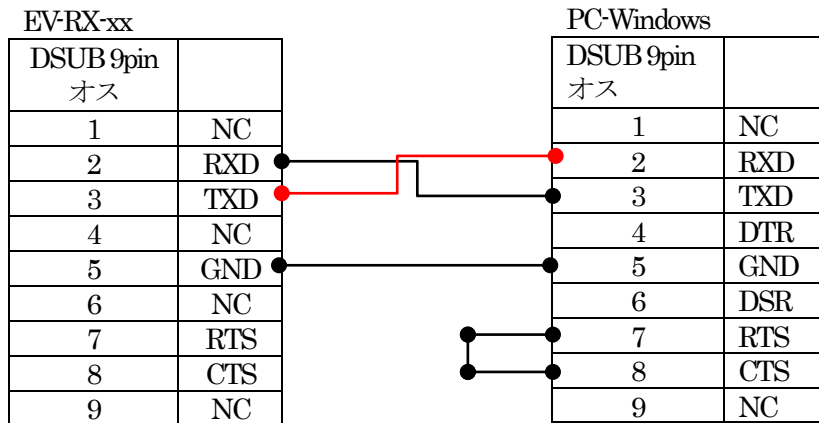 EV-RX-xx
DSUB 9pin
オス
1 NC
2 RXD
3 TXD
4 NC
5 GND
6 NC
7 RTS
8 CTS
9 NC
PC-Windows
DSUB 9pin
オス
1 NC
2 RXD
3 TXD
4 DTR
5 GND
6 DSR
7 RTS
8 CTS
9 NC